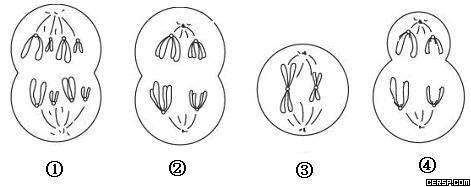 ① ② ③ ④
CERSP.COM